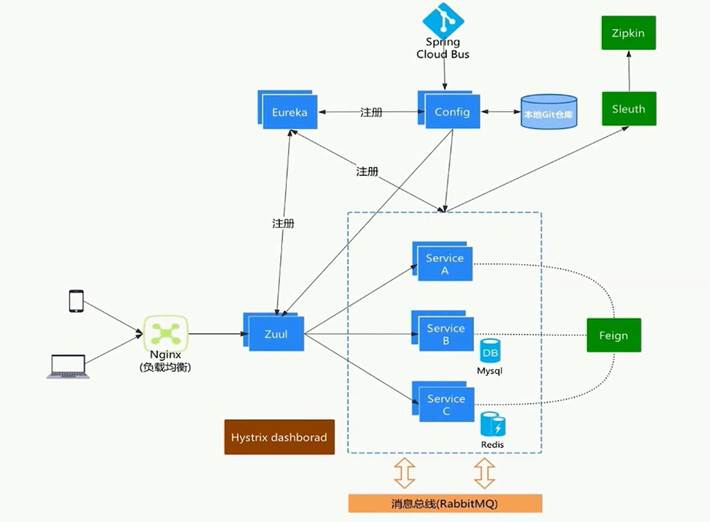 Spring
Cloud Bus
Zipkin
Eureka
注册
Config
本地Git仓库
Sleuth
注册
注册
Service
A
Nginx
(负载均衡)
Zuul
Service
B
DB
Mysql
Feign
Service
C
Redis
Hystrix dashborad
消息总线(RabbitMQ)